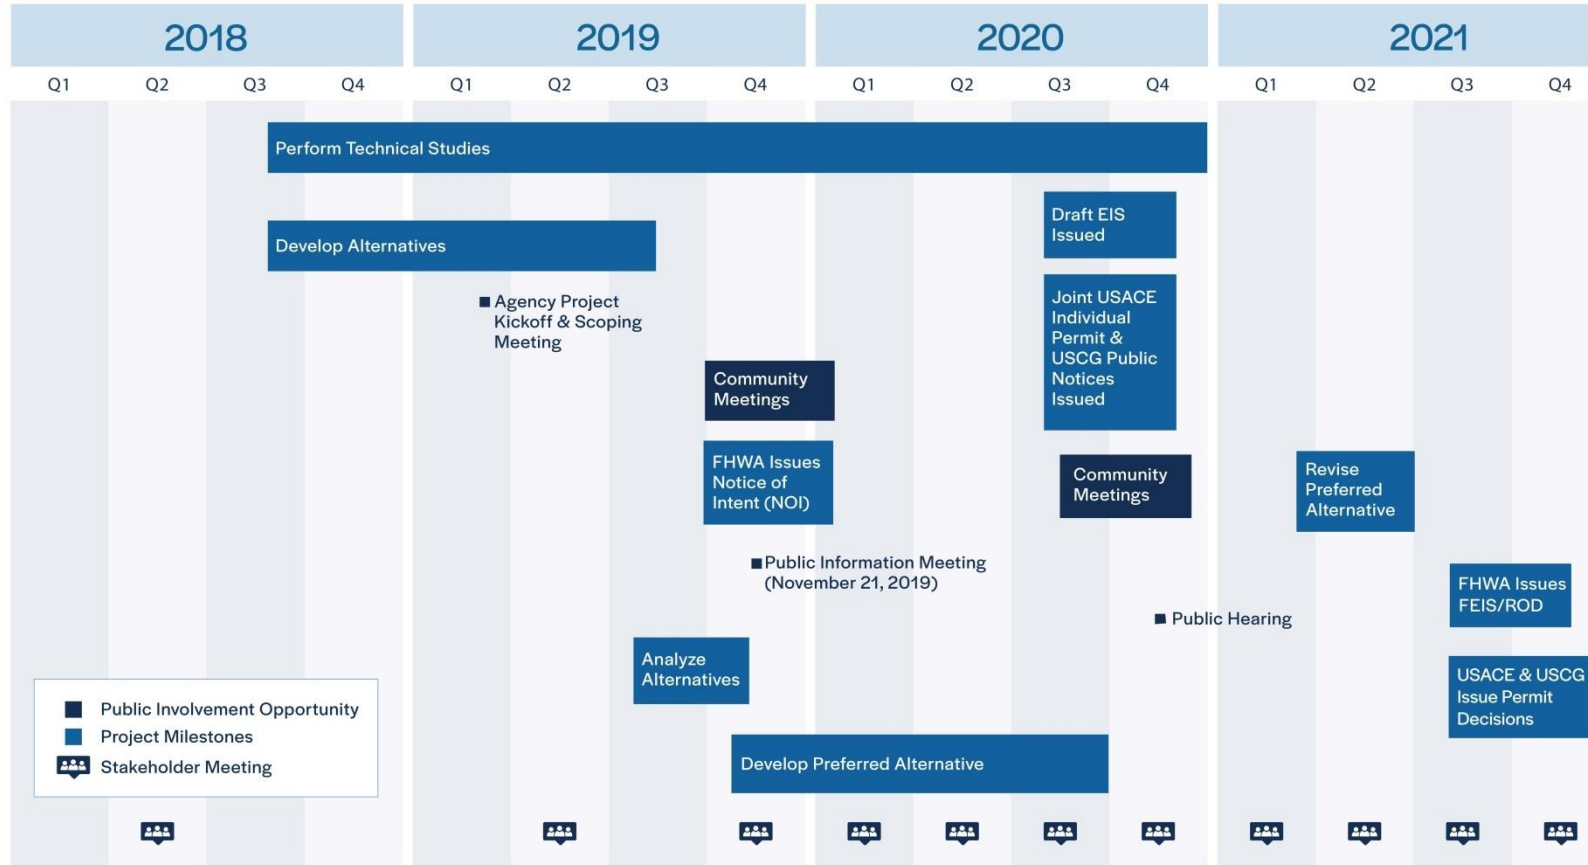 2018
2019
2020
2021
Q1
Q2
Q3
Q4
Q1
Q2
Q3
Q4
Q1
Q2
Q3
Q4
Q1
Q2
Q3
Q4
Perform Technical Studies
Draft EIS
Issued
Develop Alternatives
Agency Project
Kickoff & Scoping
Meeting
Joint USACE
Individual
Permit &
USCG Public
Notices
Issued
Community
Meetings
FHWA Issues
Notice of
Intent (NOI)
Community
Meetings
Revise
Preferred
Alternative
Public Information Meeting
(November 21, 2019)
FHWA Issues
FEIS/ROD
Public Hearing
Analyze
Alternatives
USACE & USCG
Issue Permit
Decisions
Develop Preferred Alternative
Public Involvement Opportunity
Project Milestones
Stakeholder Meeting